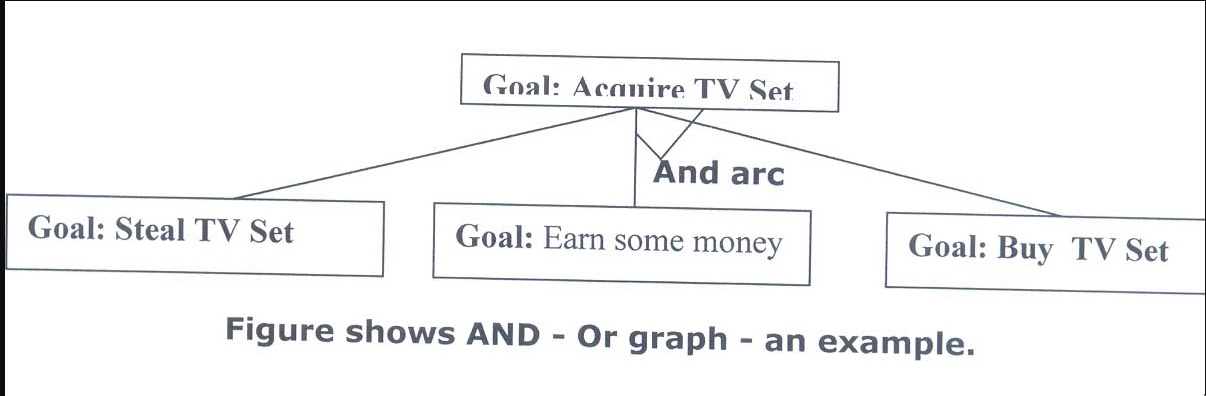 Goal: Acquire TV Set
And arc
Goal: Steal TV Set
Goal: Earn some money
Goal: Buy TV Set
Figure shows AND - Or graph - an example.